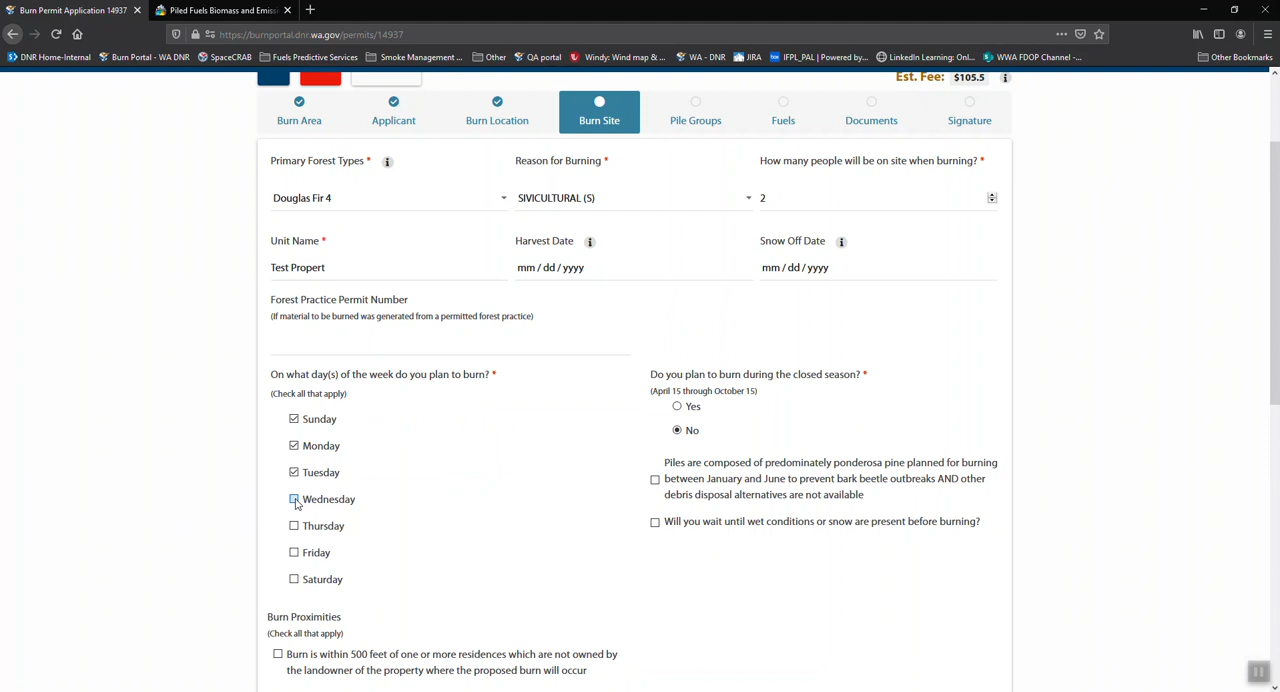 Burn Permit Application 14937
Piled Fuels Biomass and Emissi
https://burnportal.dnr.wa.gov/permits/14937
DNR Home-Internal
Burn Portal - WA DNR
SpaceCRAB
Fuels Predictive Services
Smoke Management ...
Other
QA portal
Windy: Wind map & ...
WA - DNR
JIRA
IFPL_PAL | Powered by...
LinkedIn Learning: Onl...
WWA FDOP Channel -...
Other Bookmarks
Est. Fee: $105.5
Burn Area
Applicant
Burn Location
Burn Site
Pile Groups
Fuels
Documents
Signature
Primary Forest Types *
Reason for Burning *
How many people will be on site when burning? *
Douglas Fir 4
SIVICULTURAL (S)
2
Unit Name *
Harvest Date
Snow Off Date
Test Propert
mm / dd / yyyy
mm / dd / yyyy
Forest Practice Permit Number
(If material to be burned was generated from a permitted forest practice)
On what day(s) of the week do you plan to burn? *
(Check all that apply)
Sunday
Monday
Tuesday
Wednesday
Thursday
Friday
Saturday
Do you plan to burn during the closed season? *
(April 15 through October 15)
Yes
No
Piles are composed of predominately ponderosa pine planned for burning
between January and June to prevent bark beetle outbreaks AND other
debris disposal alternatives are not available
Will you wait until wet conditions or snow are present before burning?
Burn Proximities
(Check all that apply)
Burn is within 500 feet of one or more residences which are not owned by
the landowner of the property where the proposed burn will occur